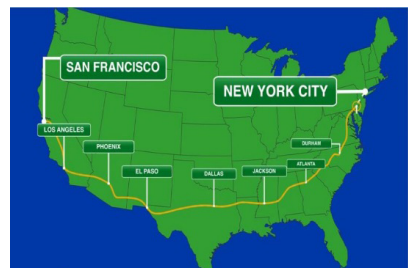 SAN FRANCISCO
NEW YORK CITY
LOS ANGELES
PHOENIX
EL PASO
DALLAS
JACKSON
ATLANTA
DURHAM